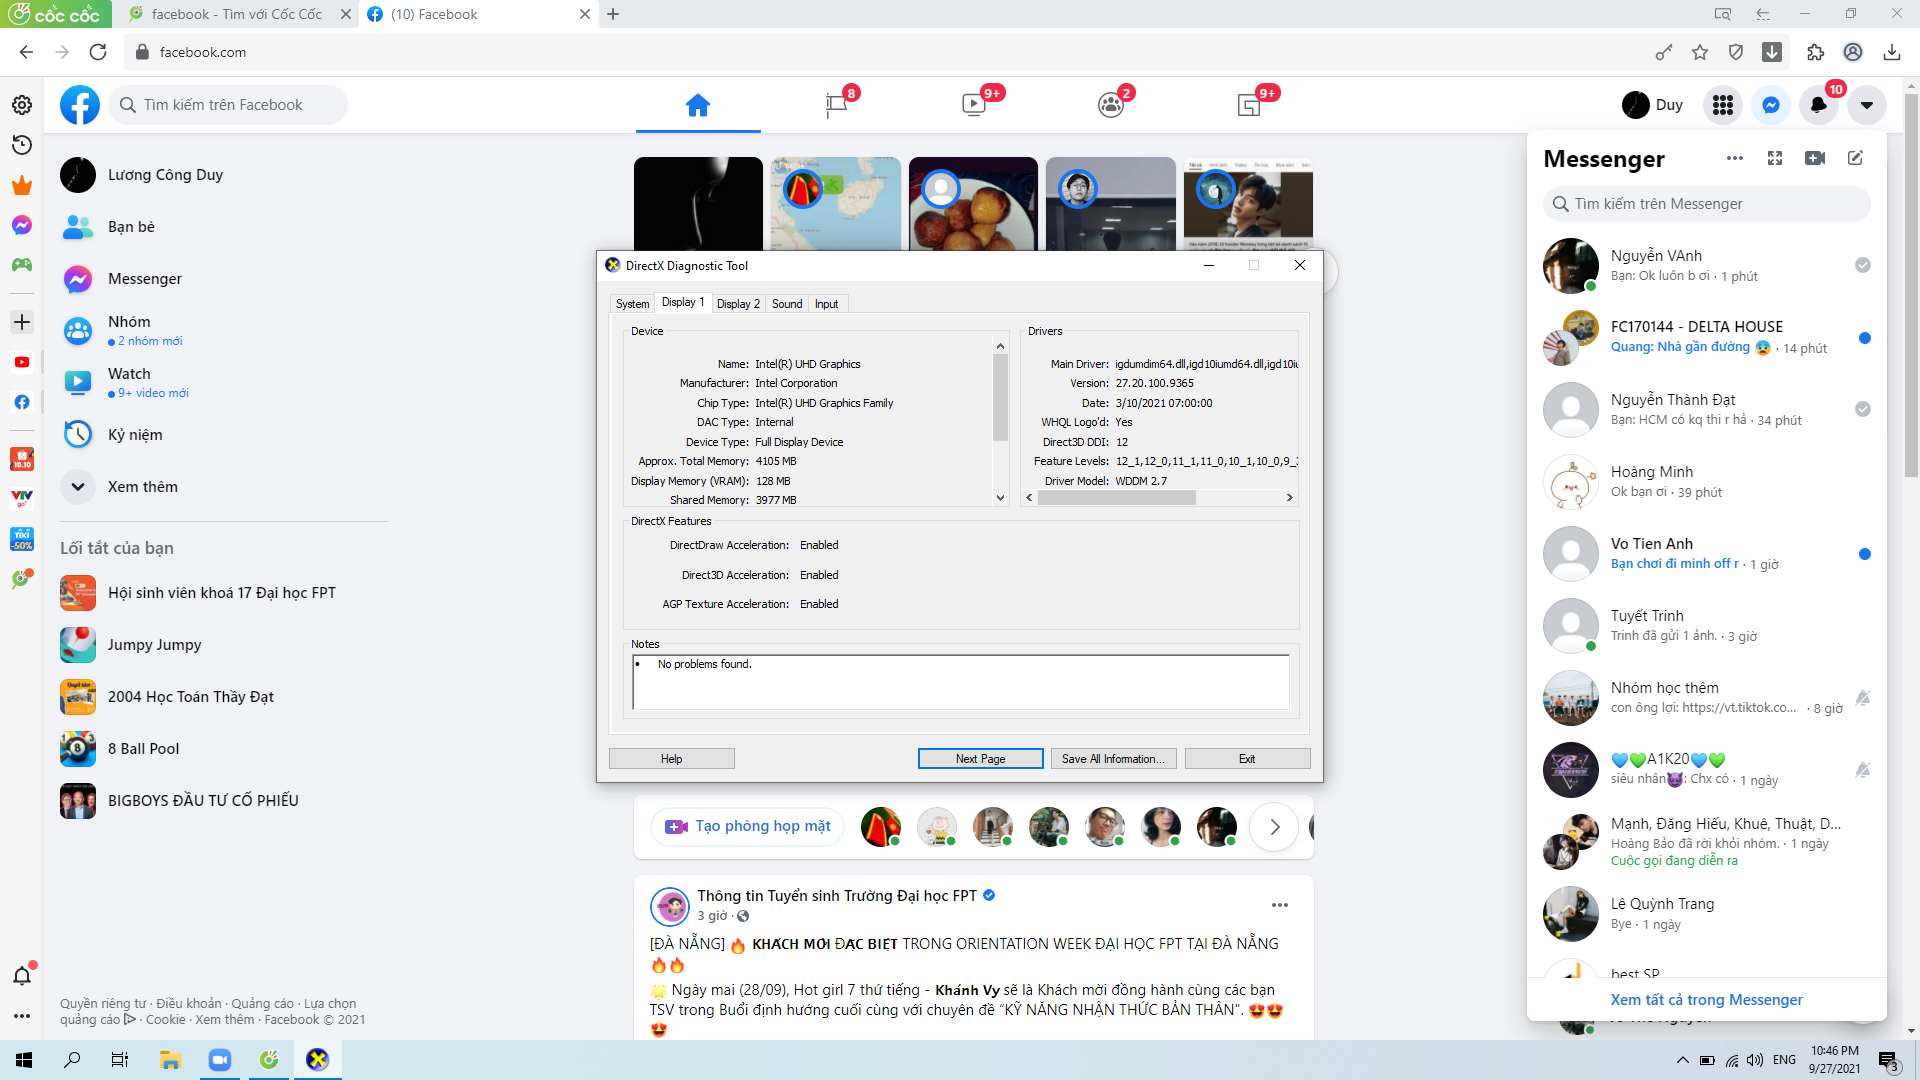 cốc cốc
facebook - Tìm với Cốc Cốc
(10) Facebook
facebook.com
Tìm kiếm trên Facebook
8
9+
2
9+
Duy
10
Lương Công Duy
Bạn bè
Messenger
Nhóm
2 nhóm mới
Watch
9+ video mới
Kỷ niệm
Xem thêm
Lối tắt của bạn
Hội sinh viên khoá 17 Đại học FPT
Jumpy Jumpy
2004 Học Toán Thầy Đạt
8 Ball Pool
BIGBOYS ĐẦU TƯ CỔ PHIẾU
Quyền riêng tư · Điều khoản · Quảng cáo · Lựa chọn
quảng cáo · Cookie · Xem thêm · Facebook © 2021
10.10
VTV
go
TIKI
-50%
DirectX Diagnostic Tool
System
Display 1
Display 2
Sound
Input
Device
Name: Intel(R) UHD Graphics
Manufacturer: Intel Corporation
Chip Type: Intel(R) UHD Graphics Family
DAC Type: Internal
Device Type: Full Display Device
Approx. Total Memory: 4105 MB
Display Memory (VRAM): 128 MB
Shared Memory: 3977 MB
Drivers
Main Driver: igdumdim64.dll,igd10iumd64.dll,igd10iu
Version: 27.20.100.9365
Date: 3/10/2021 07:00:00
WHQL Logo'd: Yes
Direct3D DDI: 12
Feature Levels: 12_1,12_0,11_1,11_0,10_1,10_0,9_3
Driver Model: WDDM 2.7
DirectX Features
DirectDraw Acceleration: Enabled
Direct3D Acceleration: Enabled
AGP Texture Acceleration: Enabled
Notes
• No problems found.
Help
Next Page
Save All Information...
Exit
Tạo phòng họp mặt
Thông tin Tuyển sinh Trường Đại học FPT
3 giờ ·
[ĐÀ NẴNG] 🔥 KHÁCH MỜI ĐẶC BIỆT TRONG ORIENTATION WEEK ĐẠI HỌC FPT TẠI ĐÀ NẴNG
🔥🔥
🌟 Ngày mai (28/09), Hot girl 7 thứ tiếng - Khánh Vy sẽ là Khách mời đồng hành cùng các bạn
TSV trong Buổi định hướng cuối cùng với chuyên đề “KỸ NĂNG NHẬN THỨC BẢN THÂN". 😍😍
😍
Messenger
Tìm kiếm trên Messenger
Nguyễn VAnh
Bạn: Ok luôn b ơi · 1 phút
FC170144 - DELTA HOUSE
Quang: Nhà gần đường 😰 · 14 phút
Nguyễn Thành Đạt
Bạn: HCM có kq thi r hả · 34 phút
Hoàng Minh
Ok bạn ơi · 39 phút
Vo Tien Anh
Bạn chơi đi mình off r · 1 giờ
Tuyết Trinh
Trinh đã gửi 1 ảnh. · 3 giờ
Nhóm học thêm
con ông lợi: https://vt.tiktok.co... · 8 giờ
💙💚A1K20💙💚
siêu nhân😈: Chx có · 1 ngày
Mạnh, Đăng Hiếu, Khuê, Thuật, D...
Hoàng Bảo đã rời khỏi nhóm. · 1 ngày
Cuộc gọi đang diễn ra
Lê Quỳnh Trang
Bye · 1 ngày
best SP
Xem tất cả trong Messenger
ENG
10:46 PM
9/27/2021
3